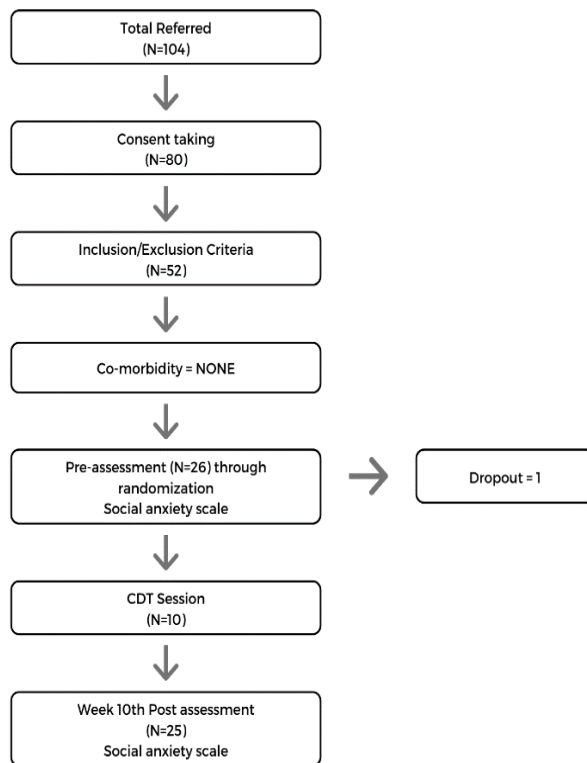 Total Referred
(N=104)
Consent taking
(N=80)
Inclusion/Exclusion Criteria
(N=52)
Co-morbidity = NONE
Pre-assessment (N=26) through
randomization
Social anxiety scale
Dropout = 1
CDT Session
(N=10)
Week 10th Post assessment
(N=25)
Social anxiety scale